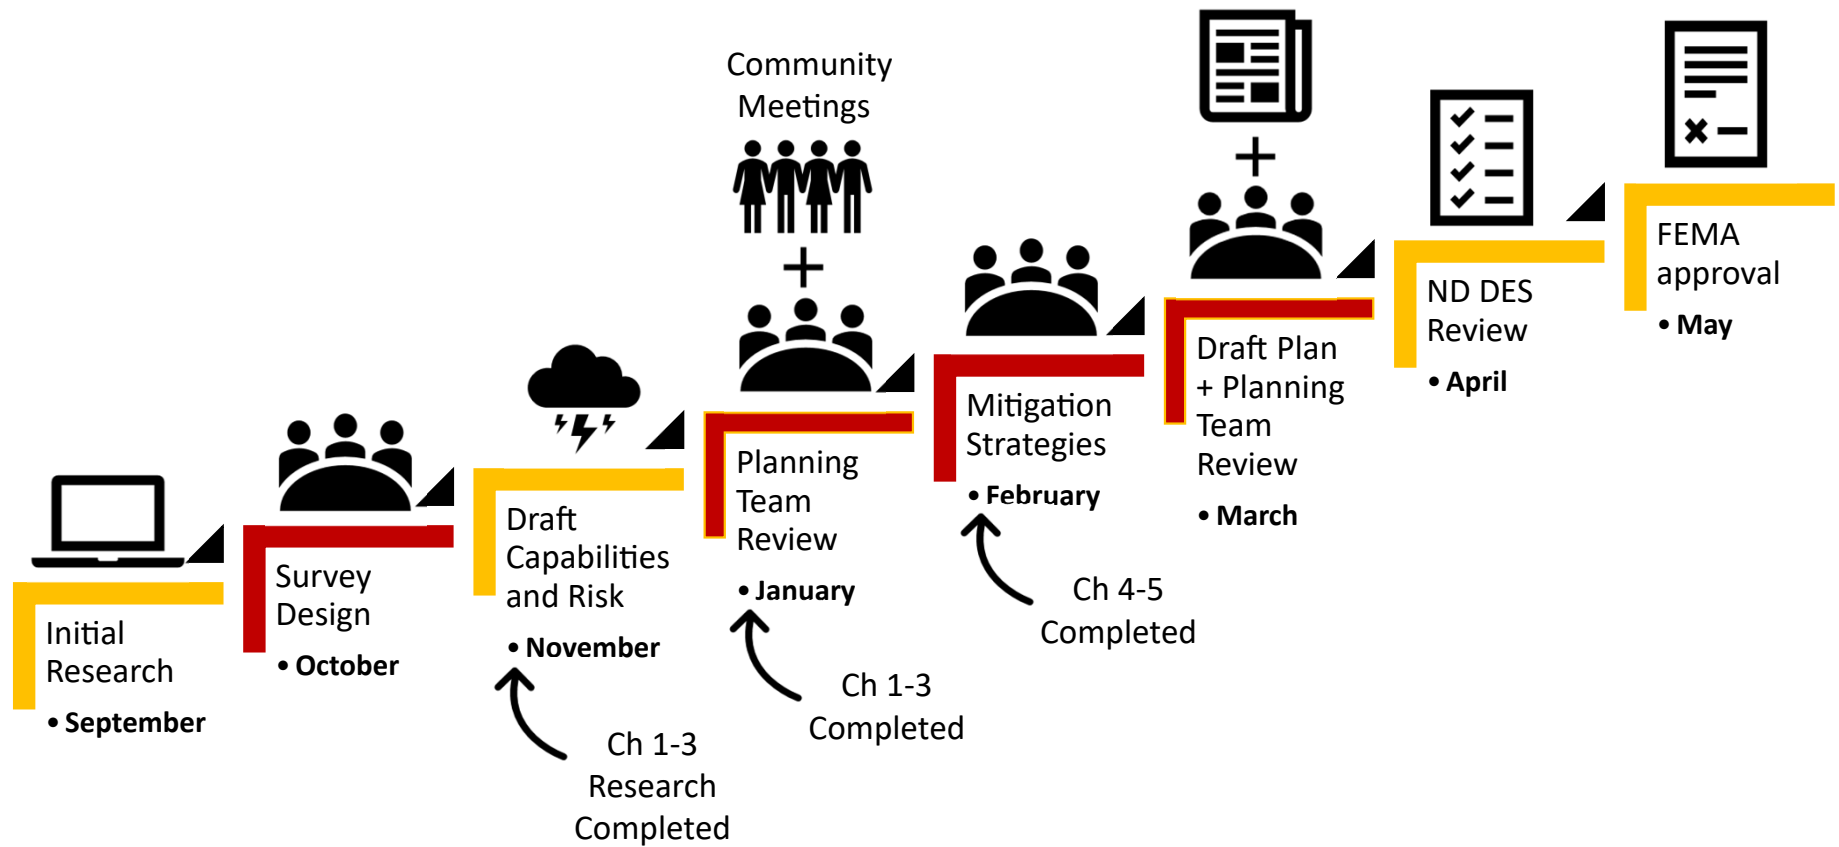 Initial
Research
• September
Survey
Design
• October
Draft
Capabilities
and Risk
• November
Ch 1-3
Research
Completed
Community
Meetings
Planning
Team
Review
• January
Ch 1-3
Completed
Mitigation
Strategies
• February
Ch 4-5
Completed
Draft Plan
+ Planning
Team
Review
• March
ND DES
Review
• April
FEMA
approval
• May